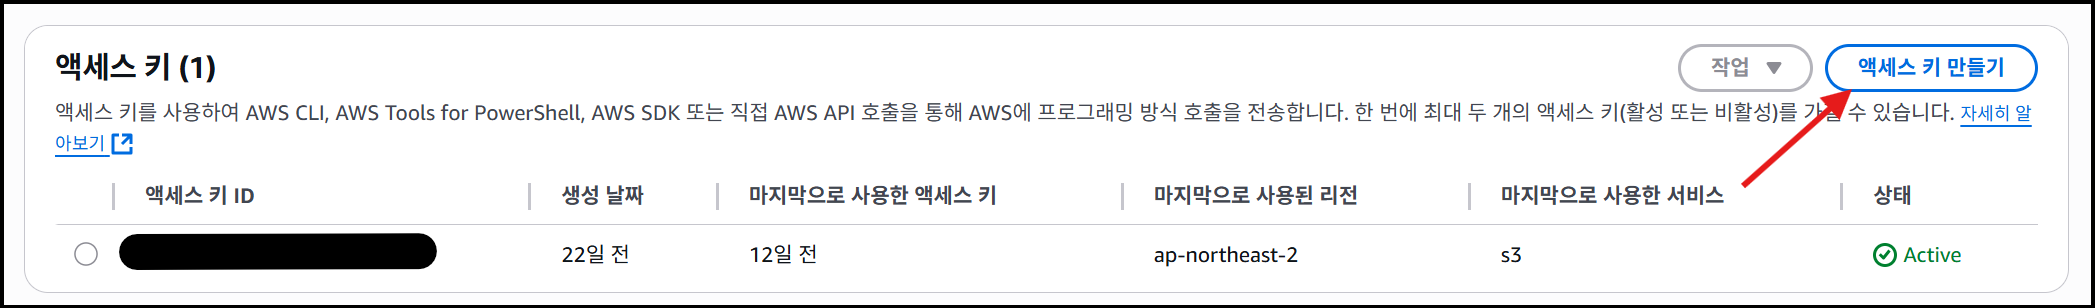 액세스 키 (1)
작업 ▼
액세스 키 만들기
액세스 키를 사용하여 AWS CLI, AWS Tools for PowerShell, AWS SDK 또는 직접 AWS API 호출을 통해 AWS에 프로그래밍 방식 호출을 전송합니다. 한 번에 최대 두 개의 액세스 키(활성 또는 비활성)를 수 있습니다. 자세히 알
아보기
액세스 키 ID 생성 날짜 마지막으로 사용한 액세스 키 마지막으로 사용된 리전 마지막으로 사용한 서비스 상태
22일 전 12일 전 ap-northeast-2 s3 Active